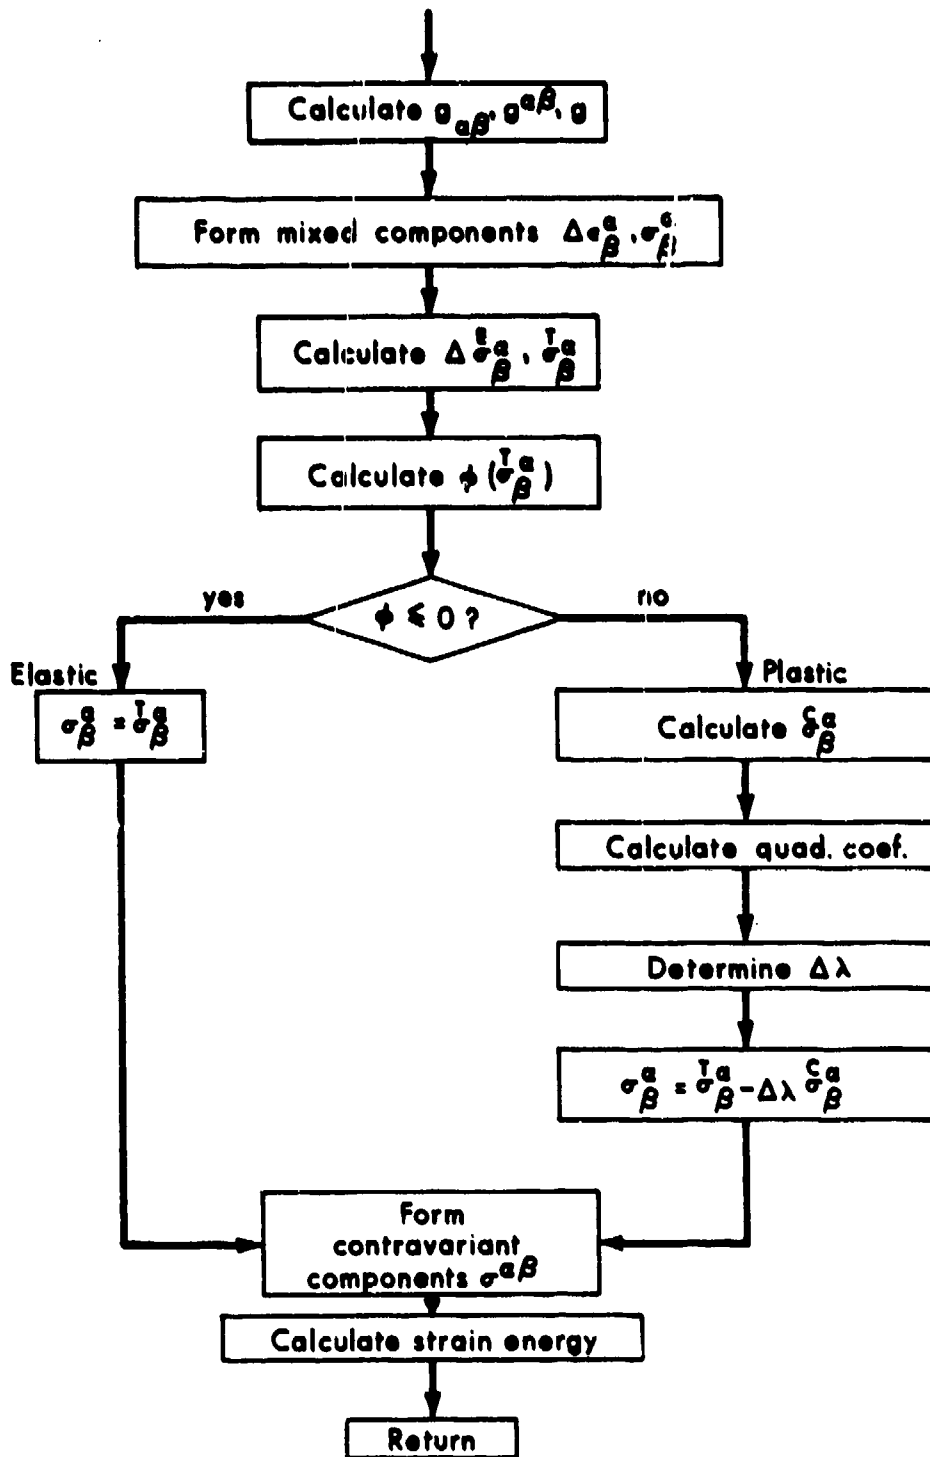 Calculate g_αβ, g^αβ, g
Form mixed components Δϵ^α_β, σ^α_β
Calculate Δ σ^E α_β, σ^T α_β
Calculate ϕ (σ^T α_β)
ϕ ≤ 0 ?
yes
no
Elastic
σ^α_β = σ^T α_β
Plastic
Calculate σ^C α_β
Calculate quad. coef.
Determine Δλ
σ^α_β = σ^T α_β - Δλ σ^C α_β
Form
contravariant
components σ^αβ
Calculate strain energy
Return